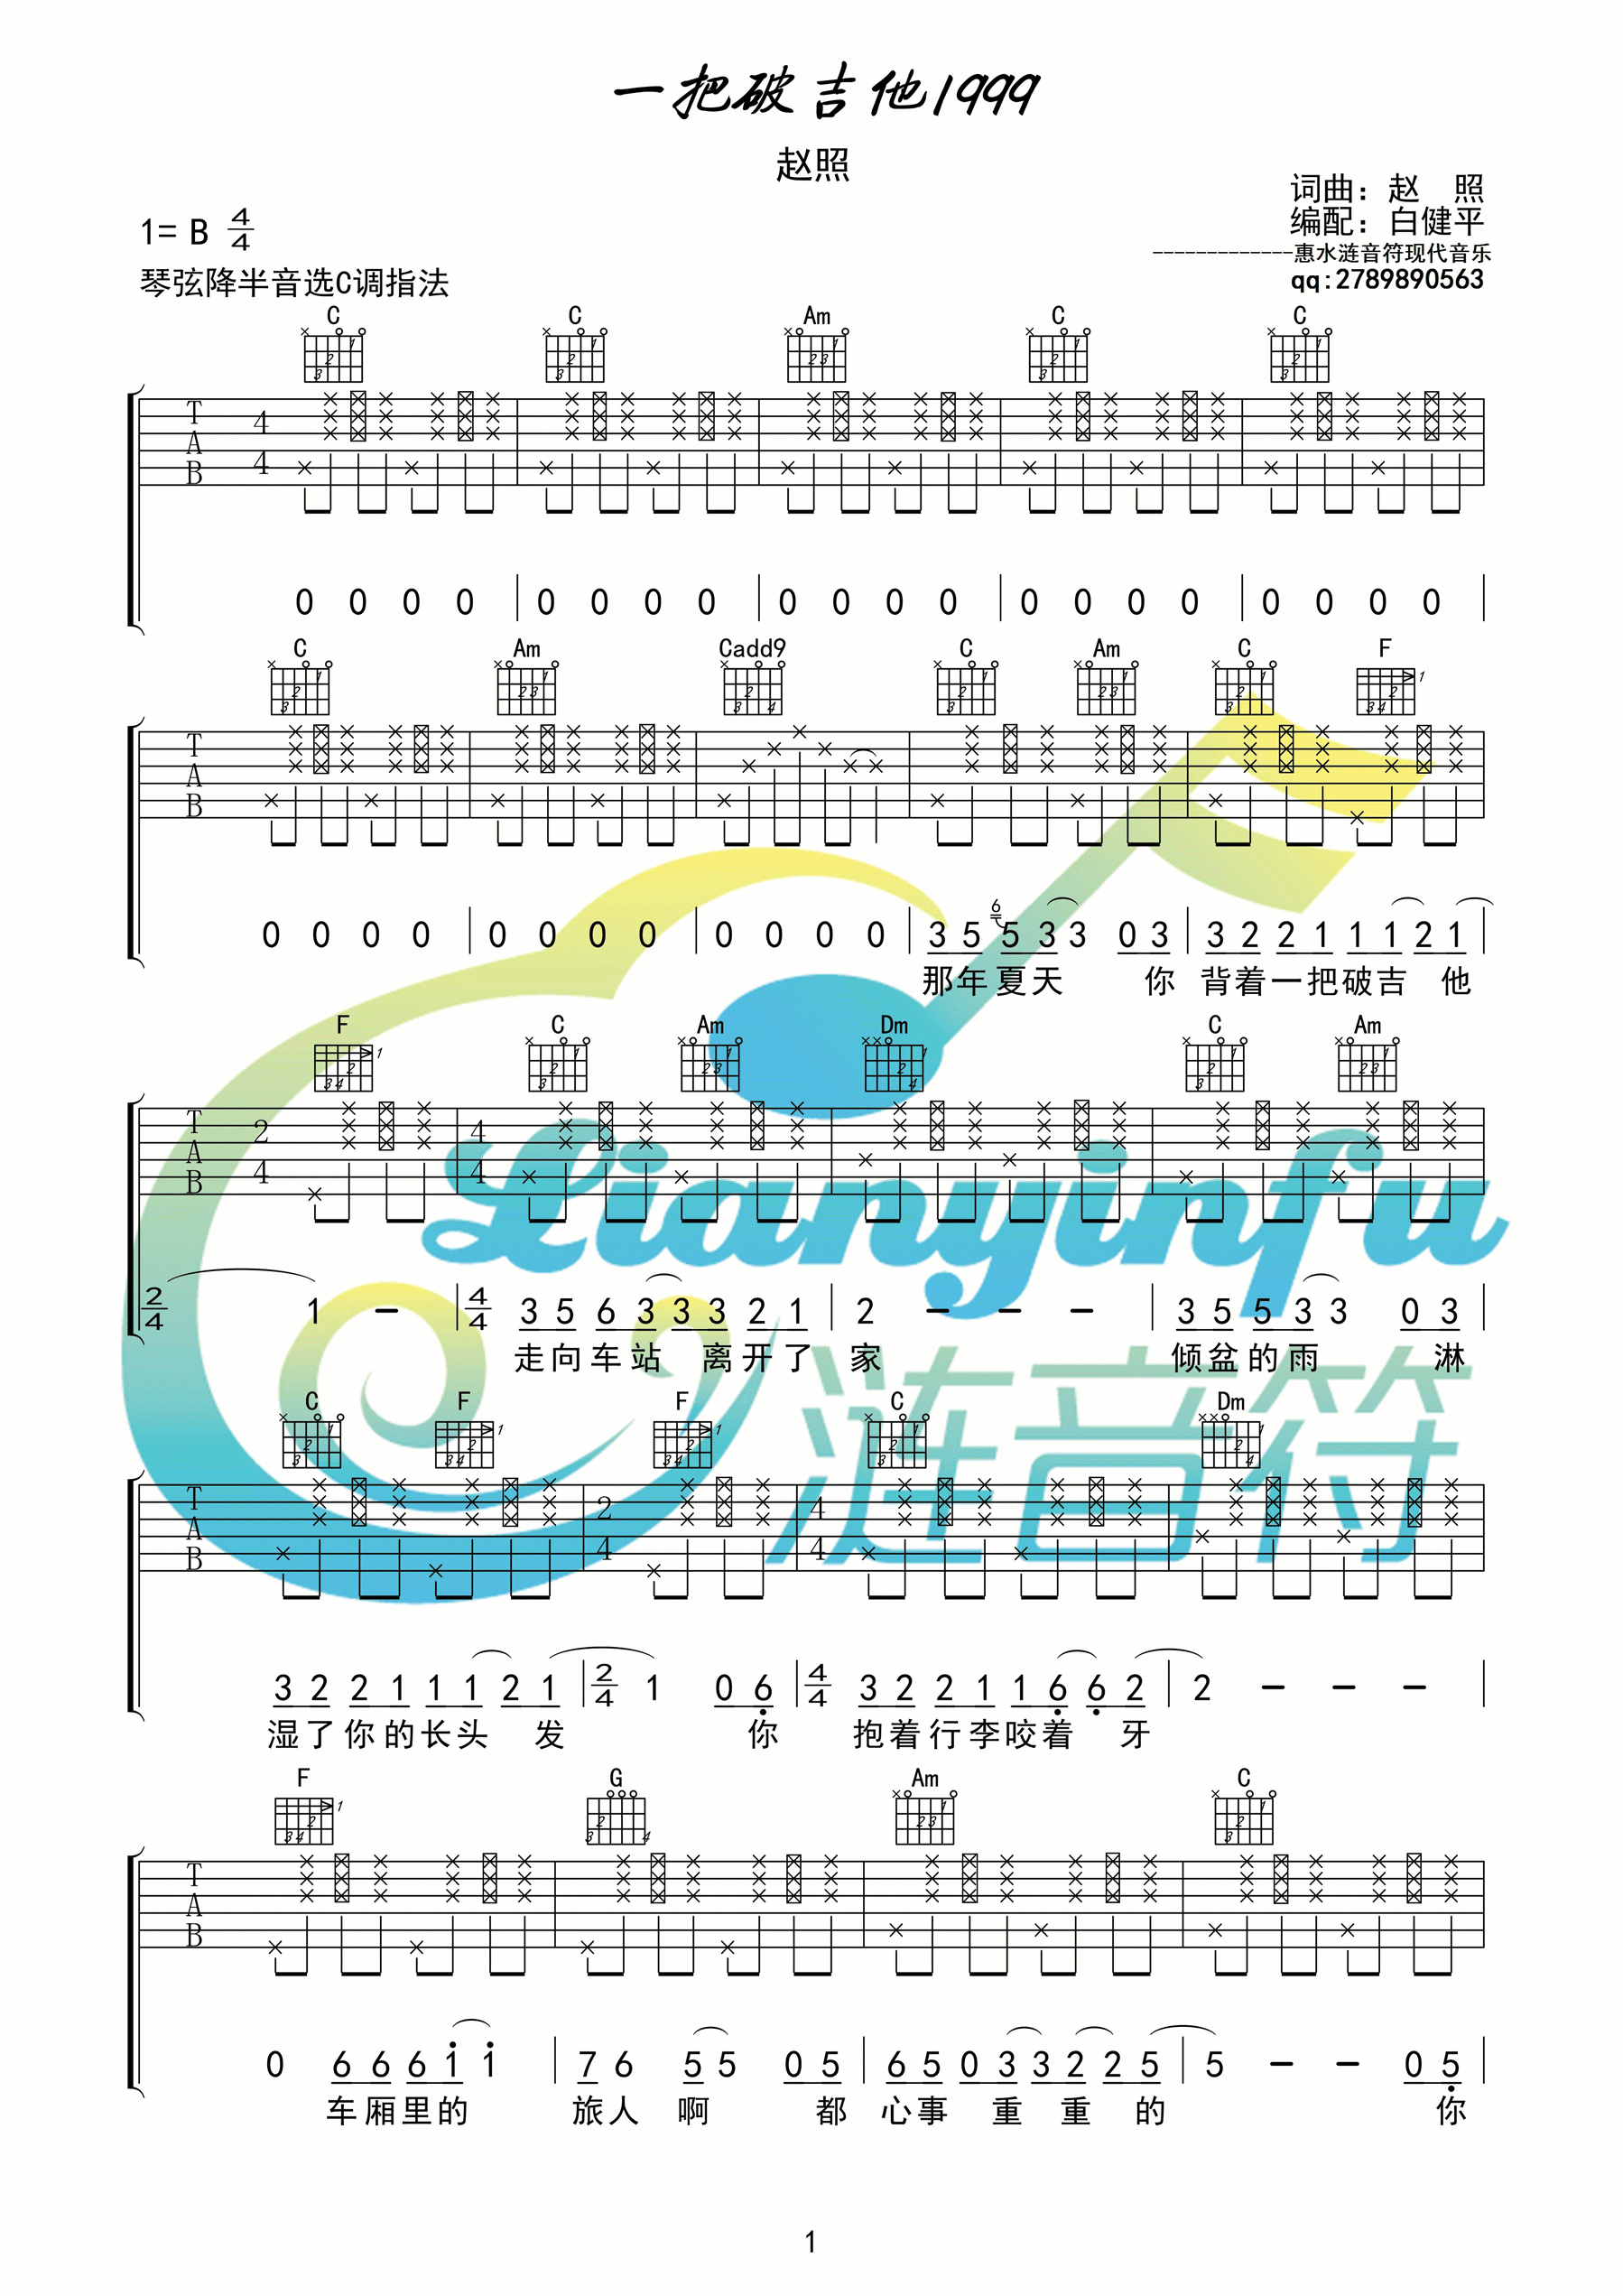 一把破吉他1999
赵照
词曲：赵 照
1= B 4/4
编配：白健平
-------------惠水涟音符现代音乐
琴弦降半音选C调指法
qq:2789890563
C C Am C C
T A B 4 4
0 0 0 0 | 0 0 0 0 | 0 0 0 0 | 0 0 0 0 | 0 0 0 0 |
C Am Cadd9 C Am C F
T A B
0 0 0 0 | 0 0 0 0 | 0 0 0 0 | 3 5 6 5 3 3 0 3 | 3 2 2 1 1 1 2 1 |
那年夏天 你 背着一把破吉 他
F C Am Dm C Am
T A B 2 4 4 4
2/4 1 - | 4/4 3 5 6 3 3 3 2 1 | 2 - - - | 3 5 5 3 3 0 3 |
走向车站 离开了 家 倾盆的雨 淋
Lianyinfu
涟音符
C F F C Dm
T A B 2 4 4 4
3 2 2 1 1 1 2 1 | 2/4 1 0 6 | 4/4 3 2 2 1 1 6 6 2 | 2 - - - |
湿了你的长头 发 你 抱着行李咬着 牙
F G Am C
T A B
0 6 6 6 1 1 | 7 6 5 5 0 5 | 6 5 0 3 3 2 2 5 | 5 - - 0 5 |
车厢里的 旅人 啊 都 心事 重 重 的 你
1